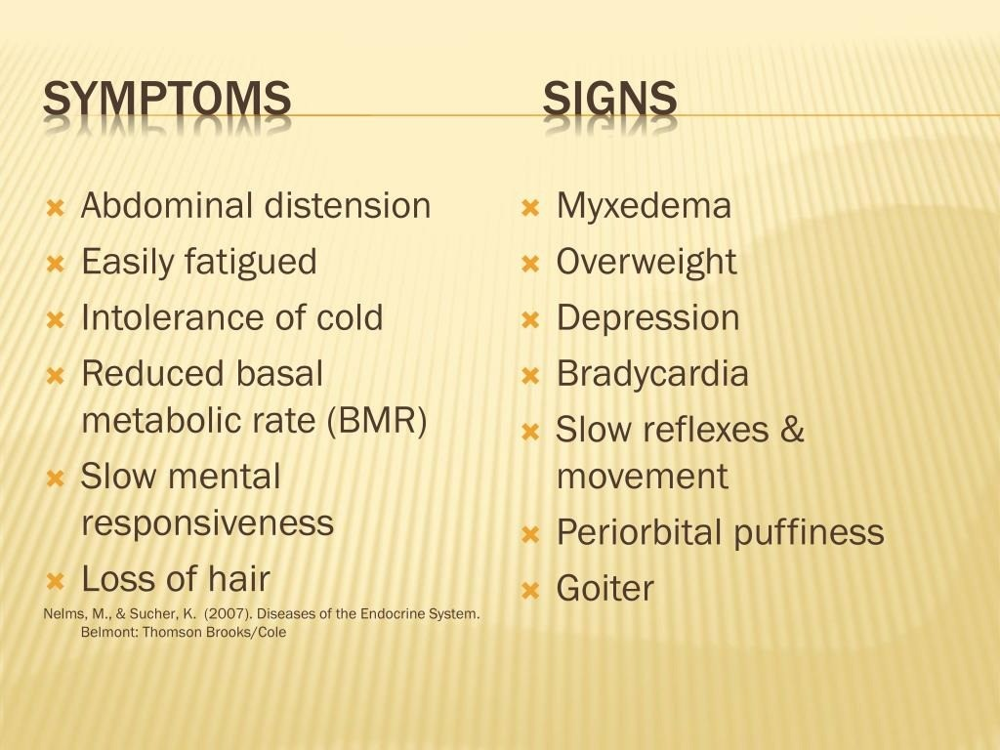 SYMPTOMS
Abdominal distension
Easily fatigued
Intolerance of cold
Reduced basal
metabolic rate (BMR)
Slow mental
responsiveness
Loss of hair
Nelms, M., & Sucher, K. (2007). Diseases of the Endocrine System.
Belmont: Thomson Brooks/Cole
SIGNS
Myxedema
Overweight
Depression
Bradycardia
Slow reflexes &
movement
Periorbital puffiness
Goiter